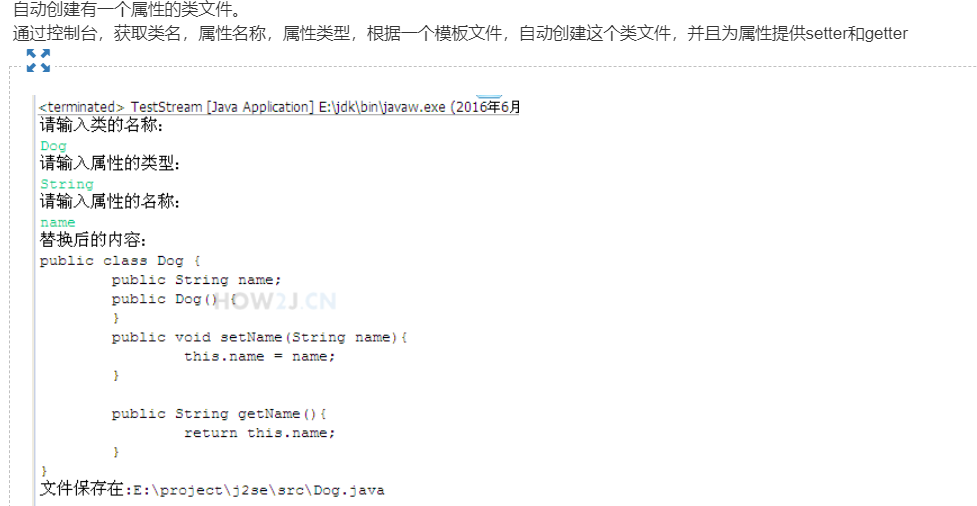 自动创建有一个属性的类文件。
通过控制台，获取类名，属性名称，属性类型，根据一个模板文件，自动创建这个类文件，并且为属性提供setter和getter
<terminated> TestStream [Java Application] E:\jdk\bin\javaw.exe (2016年6月
请输入类的名称：
Dog
请输入属性的类型：
String
请输入属性的名称：
name
替换后的内容：
public class Dog {
public String name;
public Dog() {
HOW2J.CN
}
public void setName(String name){
this.name = name;
}
public String getName(){
return this.name;
}
}
文件保存在:E:\project\j2se\src\Dog.java